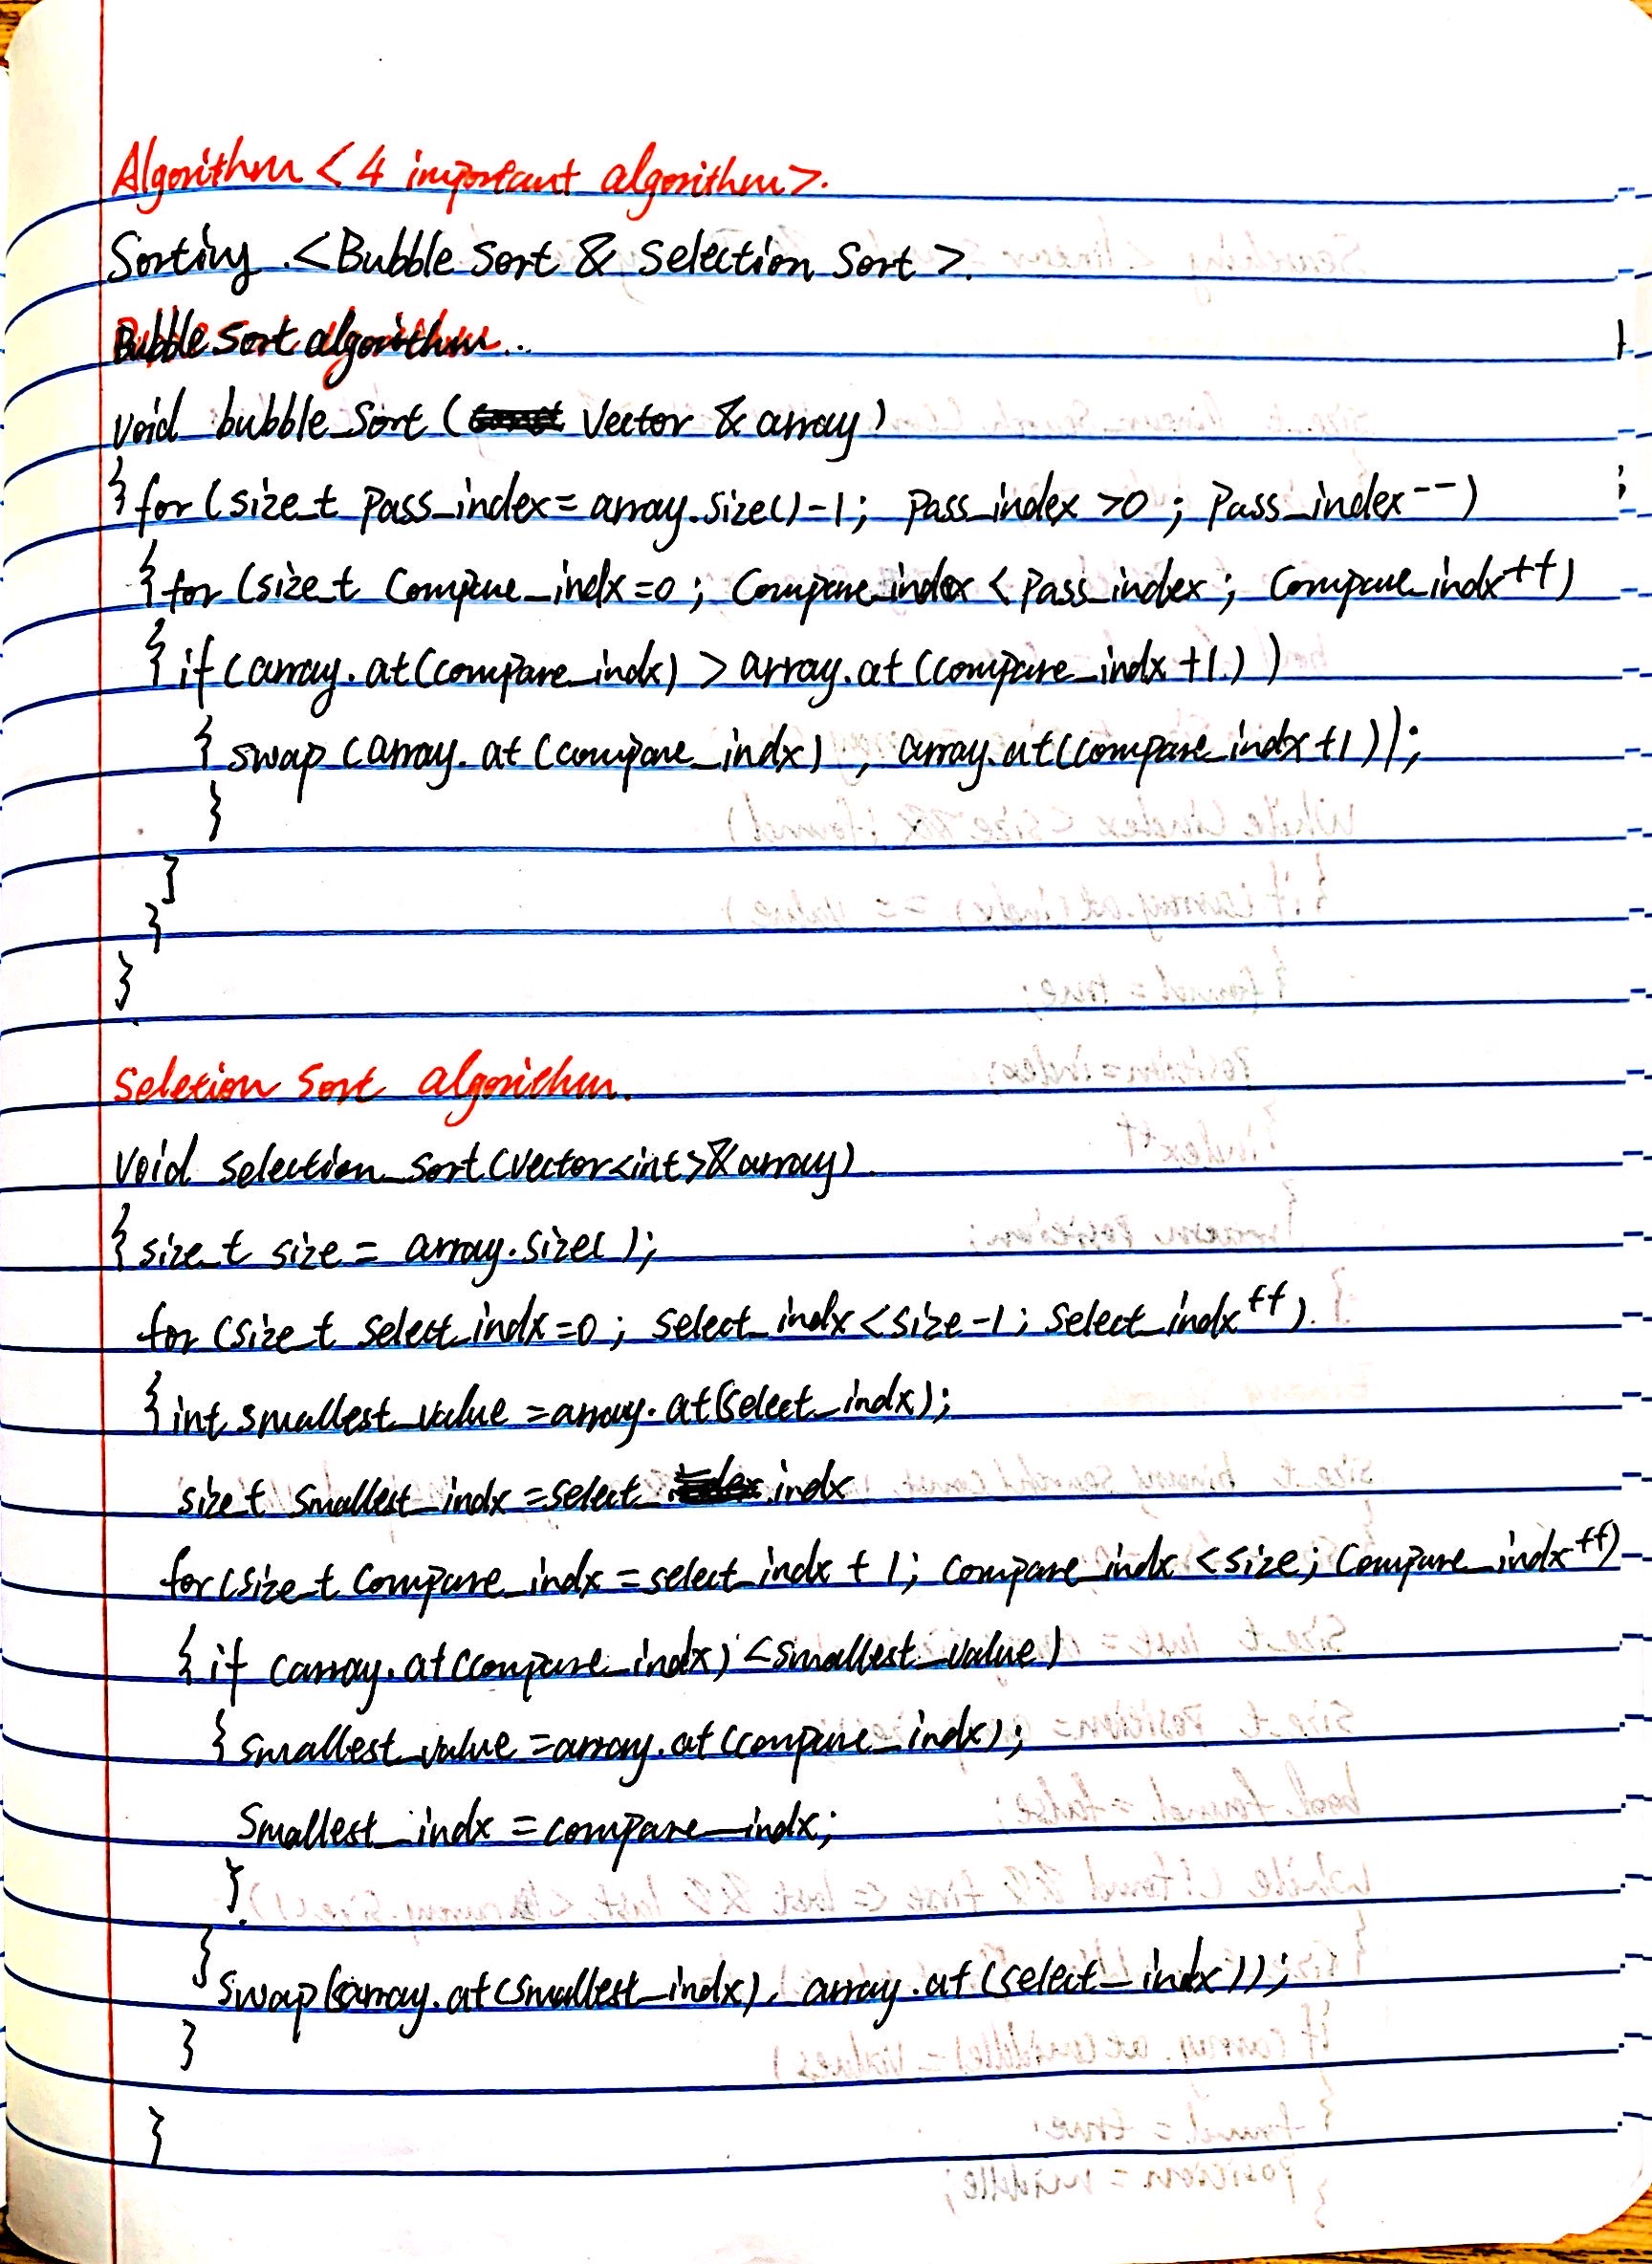 Algorithm < 4 important algorithm>.
Sorting .<Bubble Sort & Selection Sort >.
Bubble Sort algorithm..
void bubble_Sort ( Vector & array)
{ for (size_t Pass_index = array.size()-1; Pass_index >0 ; Pass_index--)
{ for (size_t Compare_indx=0 ; Compare_index < Pass_index ; Compare_indx++)
{ if (array.at(compare_indx) > array.at (compare_indx +1))
{ swap (array.at (compare_indx) , array.at(compare_indx+1));
}
}
}
}
Seletion Sort algorithm.
Void Selection_Sort(Vector<int>&array).
{ size_t size = array.size( );
for (size_t Select_indx=0 ; Select_indx <size-1; Select_indx++).
{ int smallest_value =array.at(Select_indx);
size_t Smallest_indx =select_indx
for(size_t Compare_indx =select_indx + 1; Compare_indx <size; Compare_indx++)
{ if (array.at(compare_indx) <Smallest_value)
{ Smallest_value =array.at(compare_indx);
Smallest_indx =compare_indx;
}
}
swap(array.at(smallest_indx), array.at (select_indx));
}
}